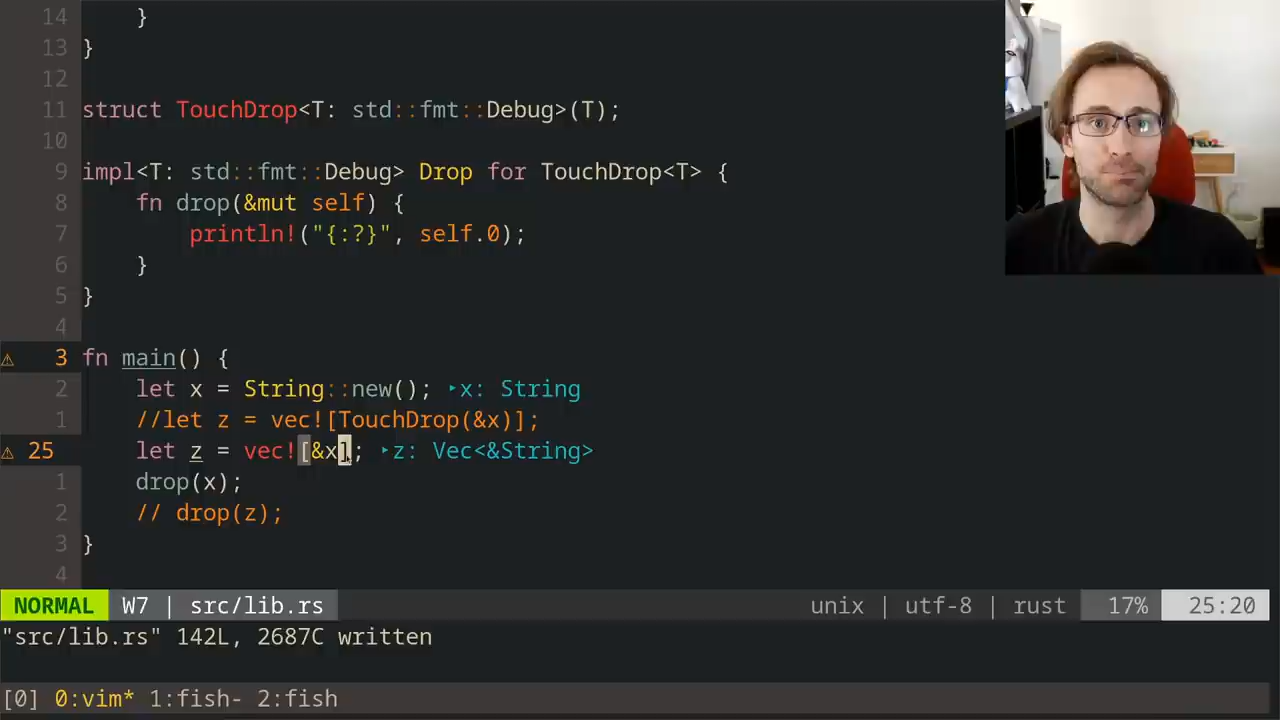 14     }
13 }
12
11 struct TouchDrop<T: std::fmt::Debug>(T);
10
9 impl<T: std::fmt::Debug> Drop for TouchDrop<T> {
8     fn drop(&mut self) {
7         println!("{:?}", self.0);
6     }
5 }
4
⚠ 3 fn main() {
2     let x = String::new(); ‣x: String
1     //let z = vec![TouchDrop(&x)];
⚠ 25     let z = vec![&x]; ‣z: Vec<&String>
1     drop(x);
2     // drop(z);
3 }
4
NORMAL W7 | src/lib.rs unix | utf-8 | rust 17% 25:20
"src/lib.rs" 142L, 2687C written
[0] 0:vim* 1:fish- 2:fish